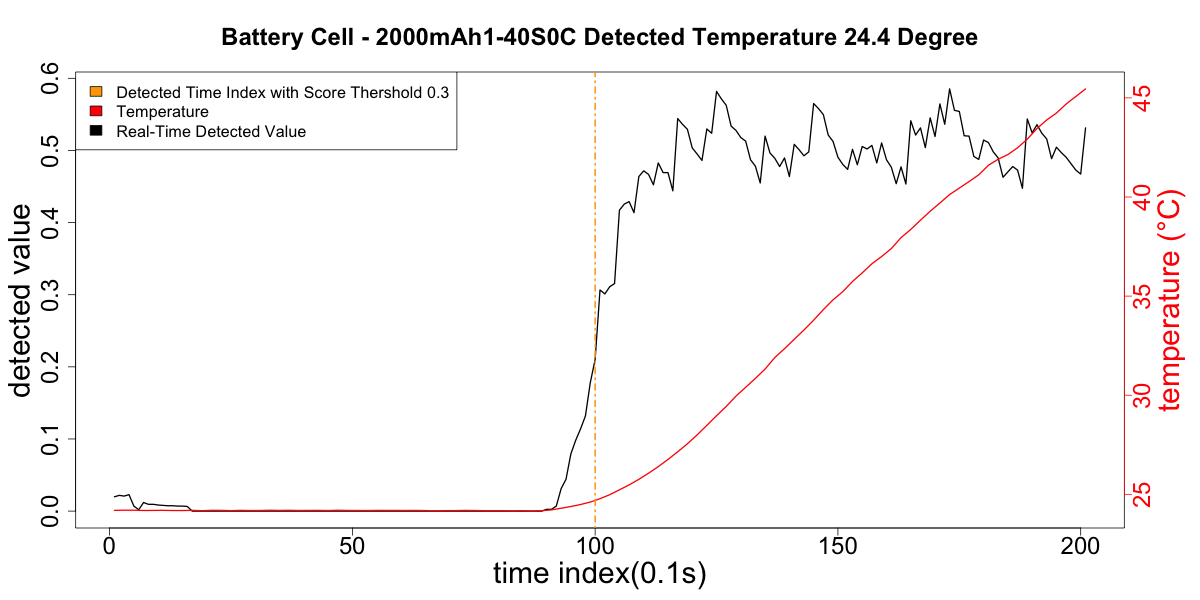 Battery Cell - 2000mAh1-40S0C Detected Temperature 24.4 Degree
Detected Time Index with Score Thershold 0.3
Temperature
Real-Time Detected Value
detected value
0.0 0.1 0.2 0.3 0.4 0.5 0.6
temperature (°C)
25 30 35 40 45
0 50 100 150 200
time index(0.1s)